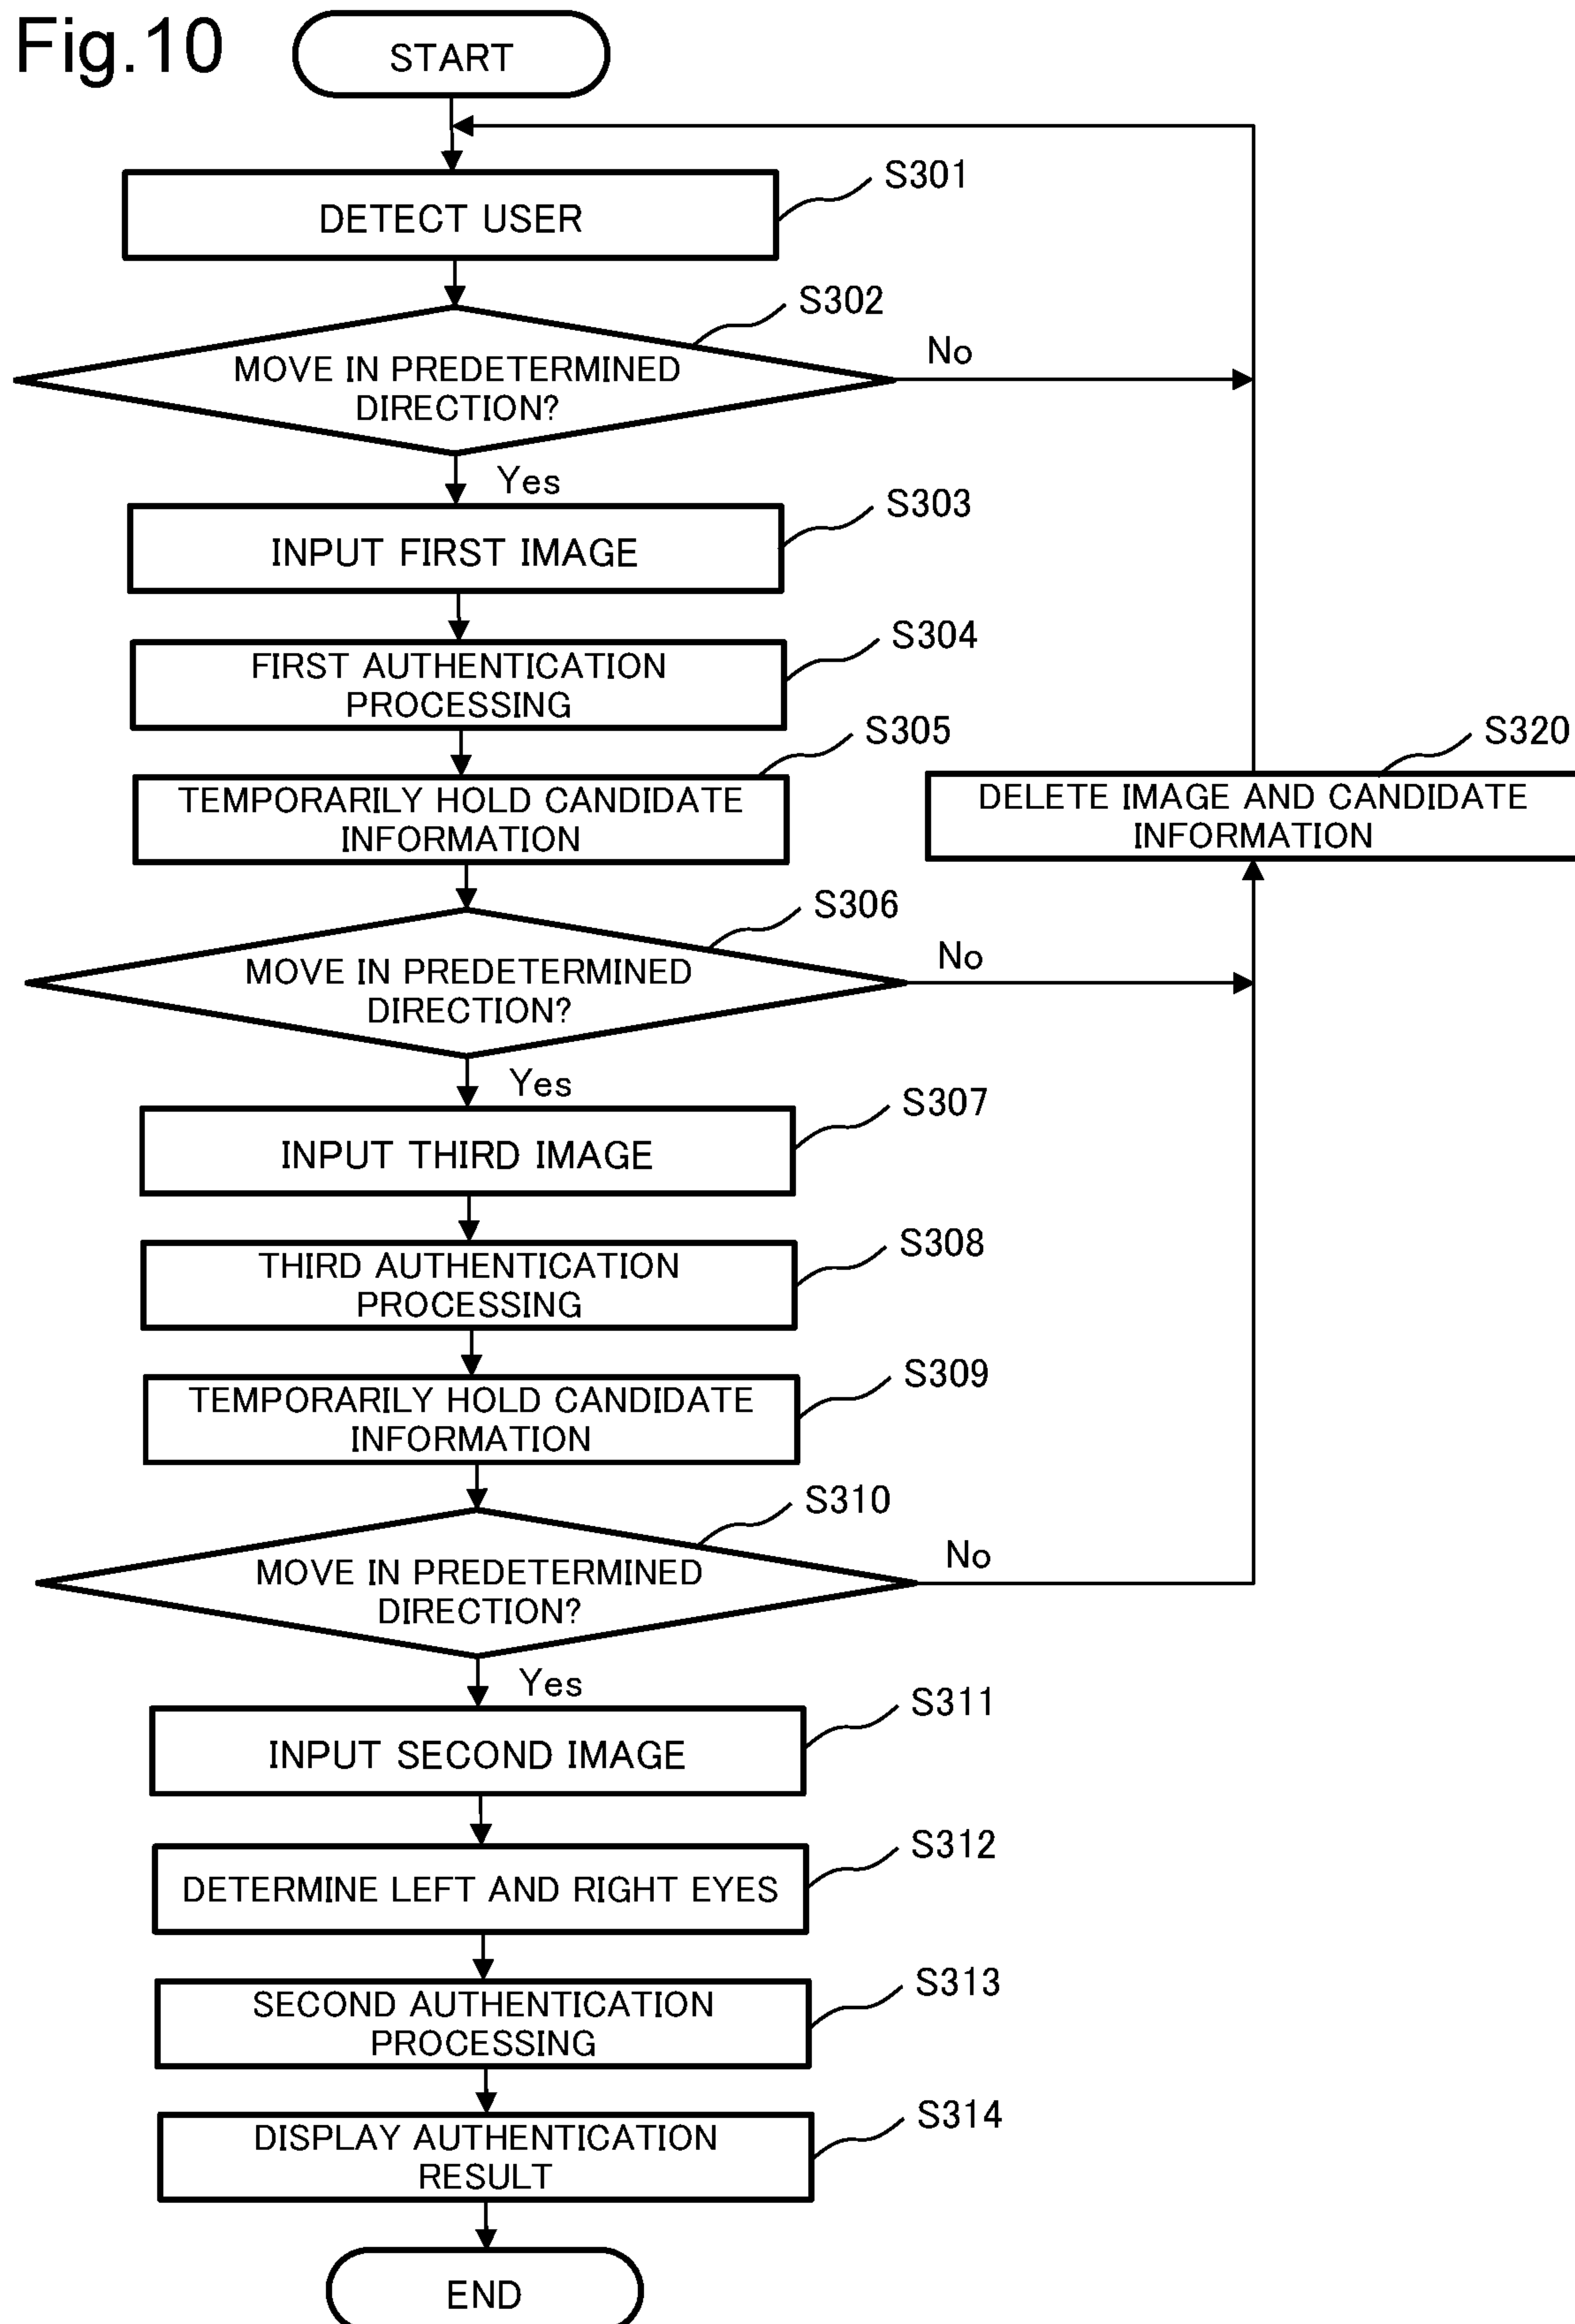 Fig.10
START
S301
DETECT USER
S302
MOVE IN PREDETERMINED
DIRECTION?
No
Yes
S303
INPUT FIRST IMAGE
S304
FIRST AUTHENTICATION
PROCESSING
S305
TEMPORARILY HOLD CANDIDATE
INFORMATION
S320
DELETE IMAGE AND CANDIDATE
INFORMATION
S306
MOVE IN PREDETERMINED
DIRECTION?
No
Yes
S307
INPUT THIRD IMAGE
S308
THIRD AUTHENTICATION
PROCESSING
S309
TEMPORARILY HOLD CANDIDATE
INFORMATION
S310
MOVE IN PREDETERMINED
DIRECTION?
No
Yes
S311
INPUT SECOND IMAGE
S312
DETERMINE LEFT AND RIGHT EYES
S313
SECOND AUTHENTICATION
PROCESSING
S314
DISPLAY AUTHENTICATION
RESULT
END